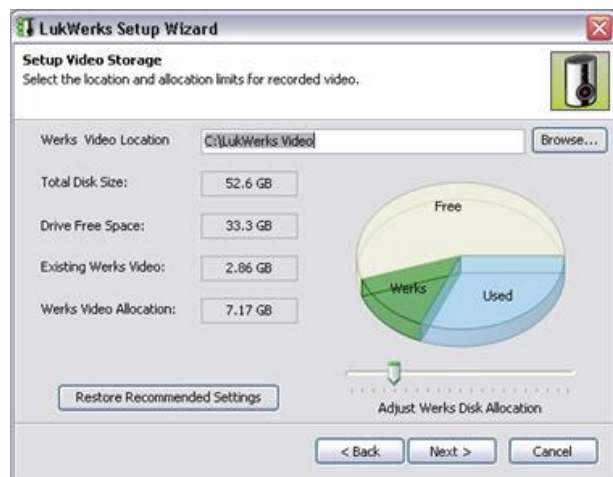 LukWerks Setup Wizard
Setup Video Storage
Select the location and allocation limits for recorded video.
Werks Video Location
C:\LukWerks Video
Browse...
Total Disk Size:
52.6 GB
Drive Free Space:
33.3 GB
Existing Werks Video:
2.86 GB
Werks Video Allocation:
7.17 GB
Free
Werks
Used
Restore Recommended Settings
Adjust Werks Disk Allocation
< Back
Next >
Cancel